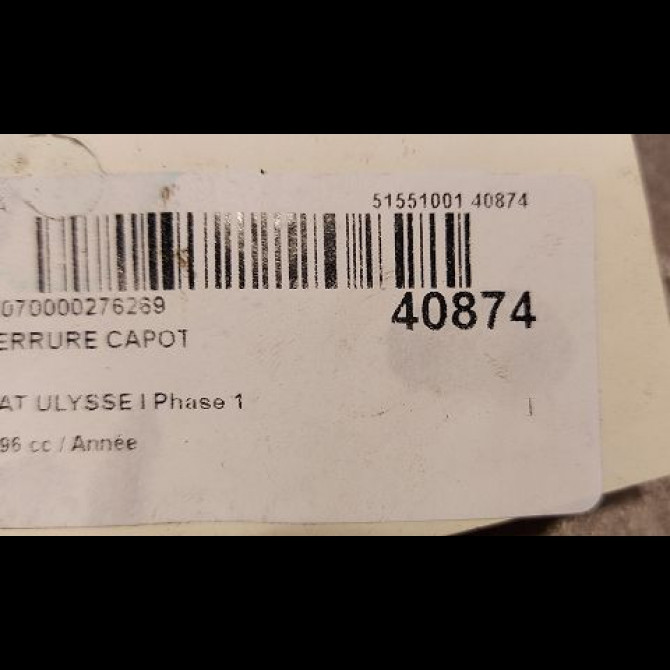 A 51551001 40874
070000276269 40874
ERRURE CAPOT
AT ULYSSE I Phase 1
96 cc / Année